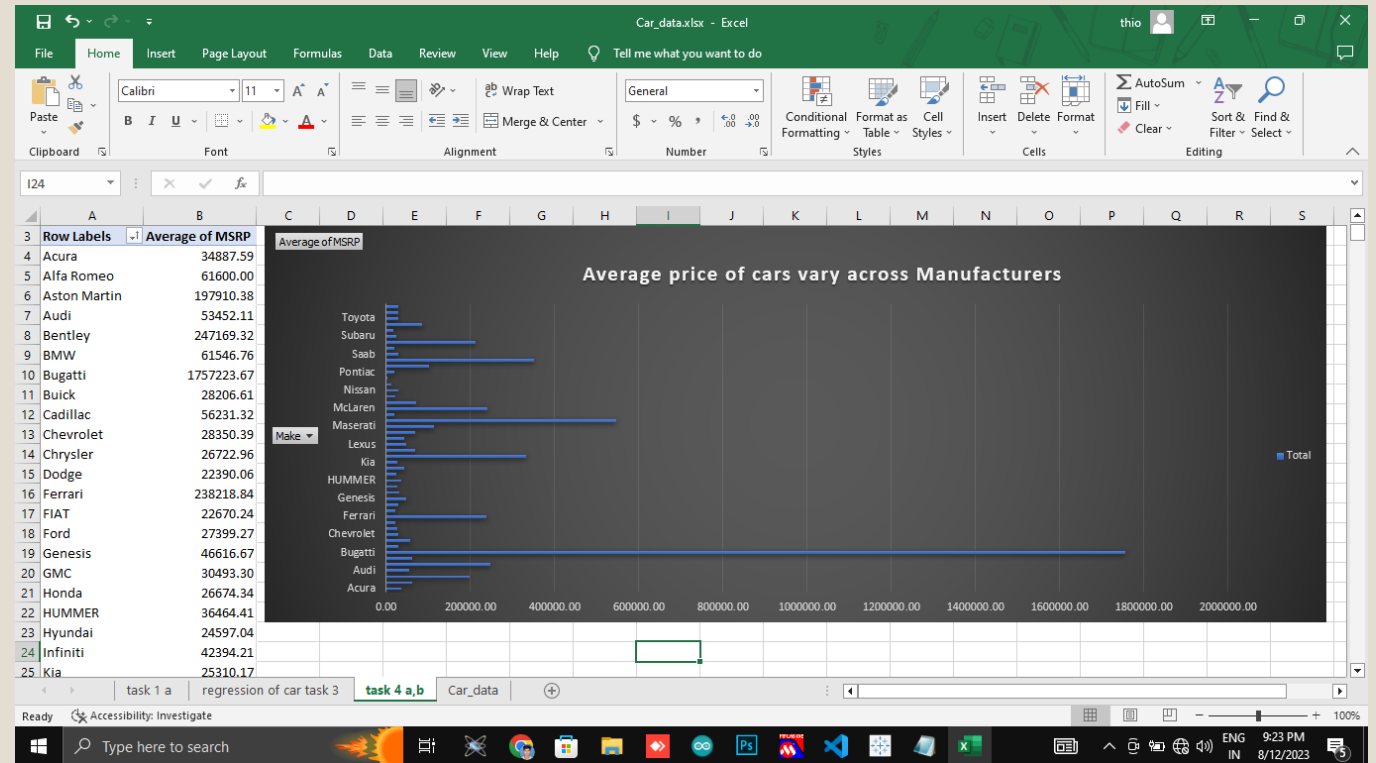 Car_data.xlsx - Excel
thio
File Home Insert Page Layout Formulas Data Review View Help Tell me what you want to do
Paste
Clipboard
Calibri 11 A A
B I U A
Font
ab Wrap Text
Merge & Center
Alignment
General
$ % , .0 .00 .00 .0
Number
Conditional Formatting
Format as Table
Cell Styles
Styles
Insert Delete Format
Cells
AutoSum
Fill
Clear
Sort & Filter
Find & Select
Editing
I24 fx
A B C D E F G H I J K L M N O P Q R S
3 Row Labels Average of MSRP
4 Acura 34887.59
5 Alfa Romeo 61600.00
6 Aston Martin 197910.38
7 Audi 53452.11
8 Bentley 247169.32
9 BMW 61546.76
10 Bugatti 1757223.67
11 Buick 28206.61
12 Cadillac 56231.32
13 Chevrolet 28350.39
14 Chrysler 26722.96
15 Dodge 22390.06
16 Ferrari 238218.84
17 FIAT 22670.24
18 Ford 27399.27
19 Genesis 46616.67
20 GMC 30493.30
21 Honda 26674.34
22 HUMMER 36464.41
23 Hyundai 24597.04
24 Infiniti 42394.21
25 Kia 25310.17
Average of MSRP
Average price of cars vary across Manufacturers
Toyota
Subaru
Saab
Pontiac
Nissan
McLaren
Maserati
Make
Lexus
Kia
Total
HUMMER
Genesis
Ferrari
Chevrolet
Bugatti
Audi
Acura
0.00 200000.00 400000.00 600000.00 800000.00 1000000.00 1200000.00 1400000.00 1600000.00 1800000.00 2000000.00
task 1 a regression of car task 3 task 4 a,b Car_data
Ready Accessibility: Investigate 100%
Type here to search
Ps
ENG
IN
9:23 PM
8/12/2023
5